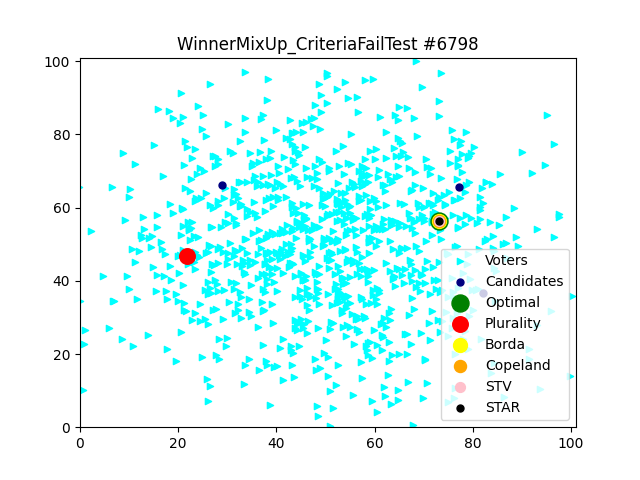 WinnerMixUp_CriteriaFailTest #6798
100
80
60
40
20
0
0
20
40
60
80
100
Voters
Candidates
Optimal
Plurality
Borda
Copeland
STV
STAR